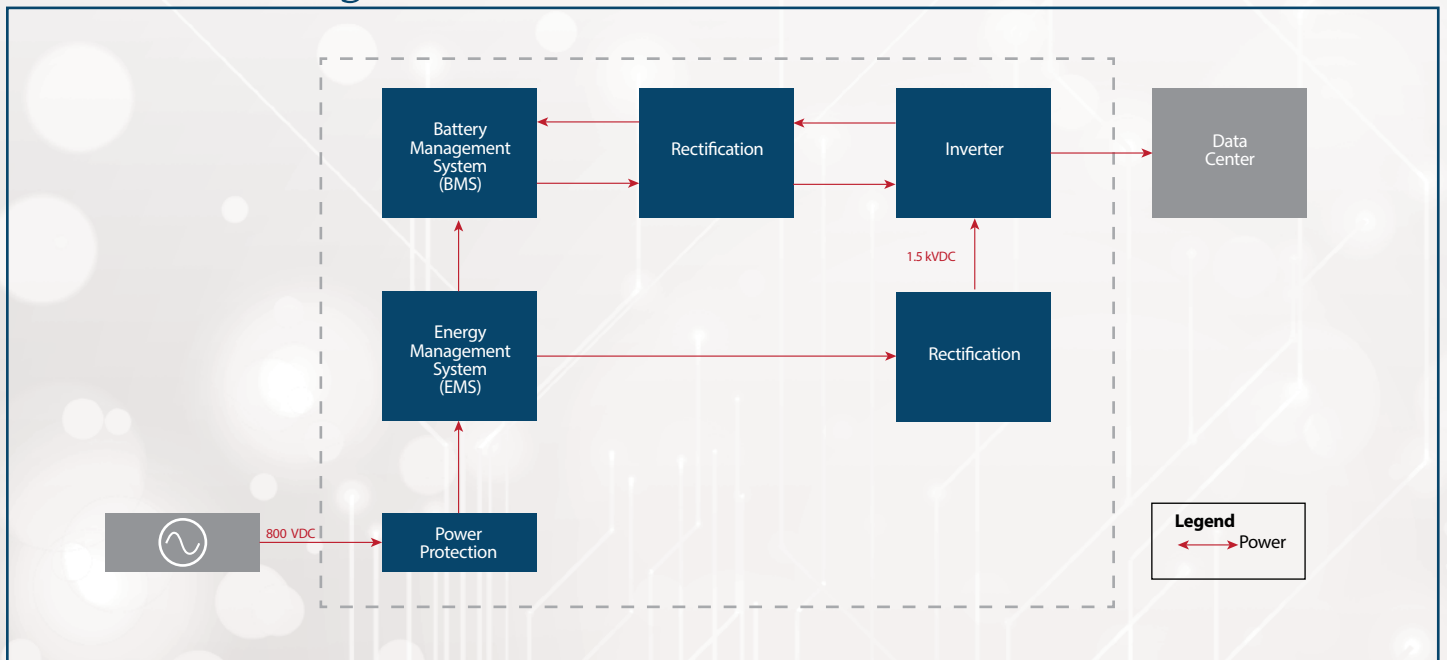 Battery
Management
System
(BMS)
Rectification
Inverter
Data
Center
1.5 kVDC
Energy
Management
System
(EMS)
Rectification
800 VDC
Power
Protection
Legend
Power